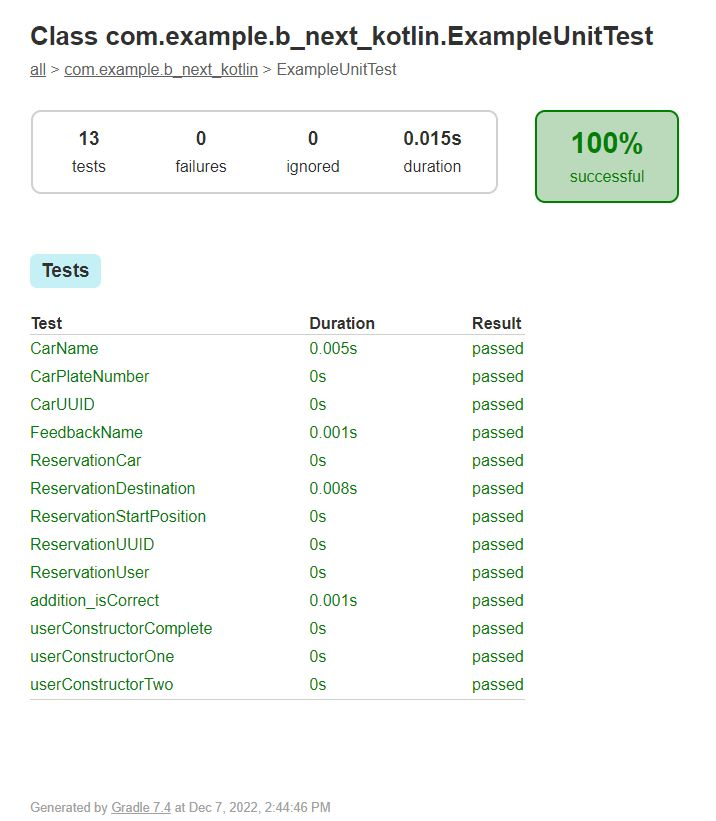 Class com.example.b_next_kotlin.ExampleUnitTest
all > com.example.b_next_kotlin > ExampleUnitTest
13 0 0 0.015s 100%
tests failures ignored duration successful
Tests
Test Duration Result
CarName 0.005s passed
CarPlateNumber 0s passed
CarUUID 0s passed
FeedbackName 0.001s passed
ReservationCar 0s passed
ReservationDestination 0.008s passed
ReservationStartPosition 0s passed
ReservationUUID 0s passed
ReservationUser 0s passed
addition_isCorrect 0.001s passed
userConstructorComplete 0s passed
userConstructorOne 0s passed
userConstructorTwo 0s passed
Generated by Gradle 7.4 at Dec 7, 2022, 2:44:46 PM